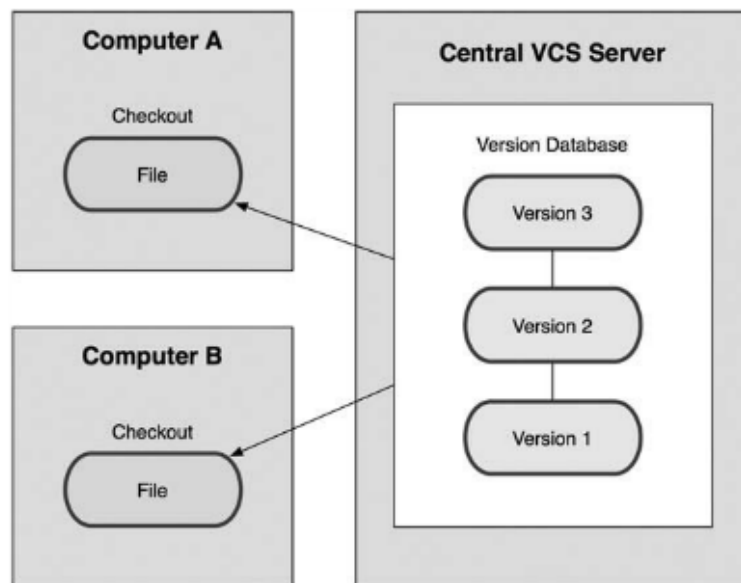 Computer A
Checkout
File
Computer B
Checkout
File
Central VCS Server
Version Database
Version 3
Version 2
Version 1